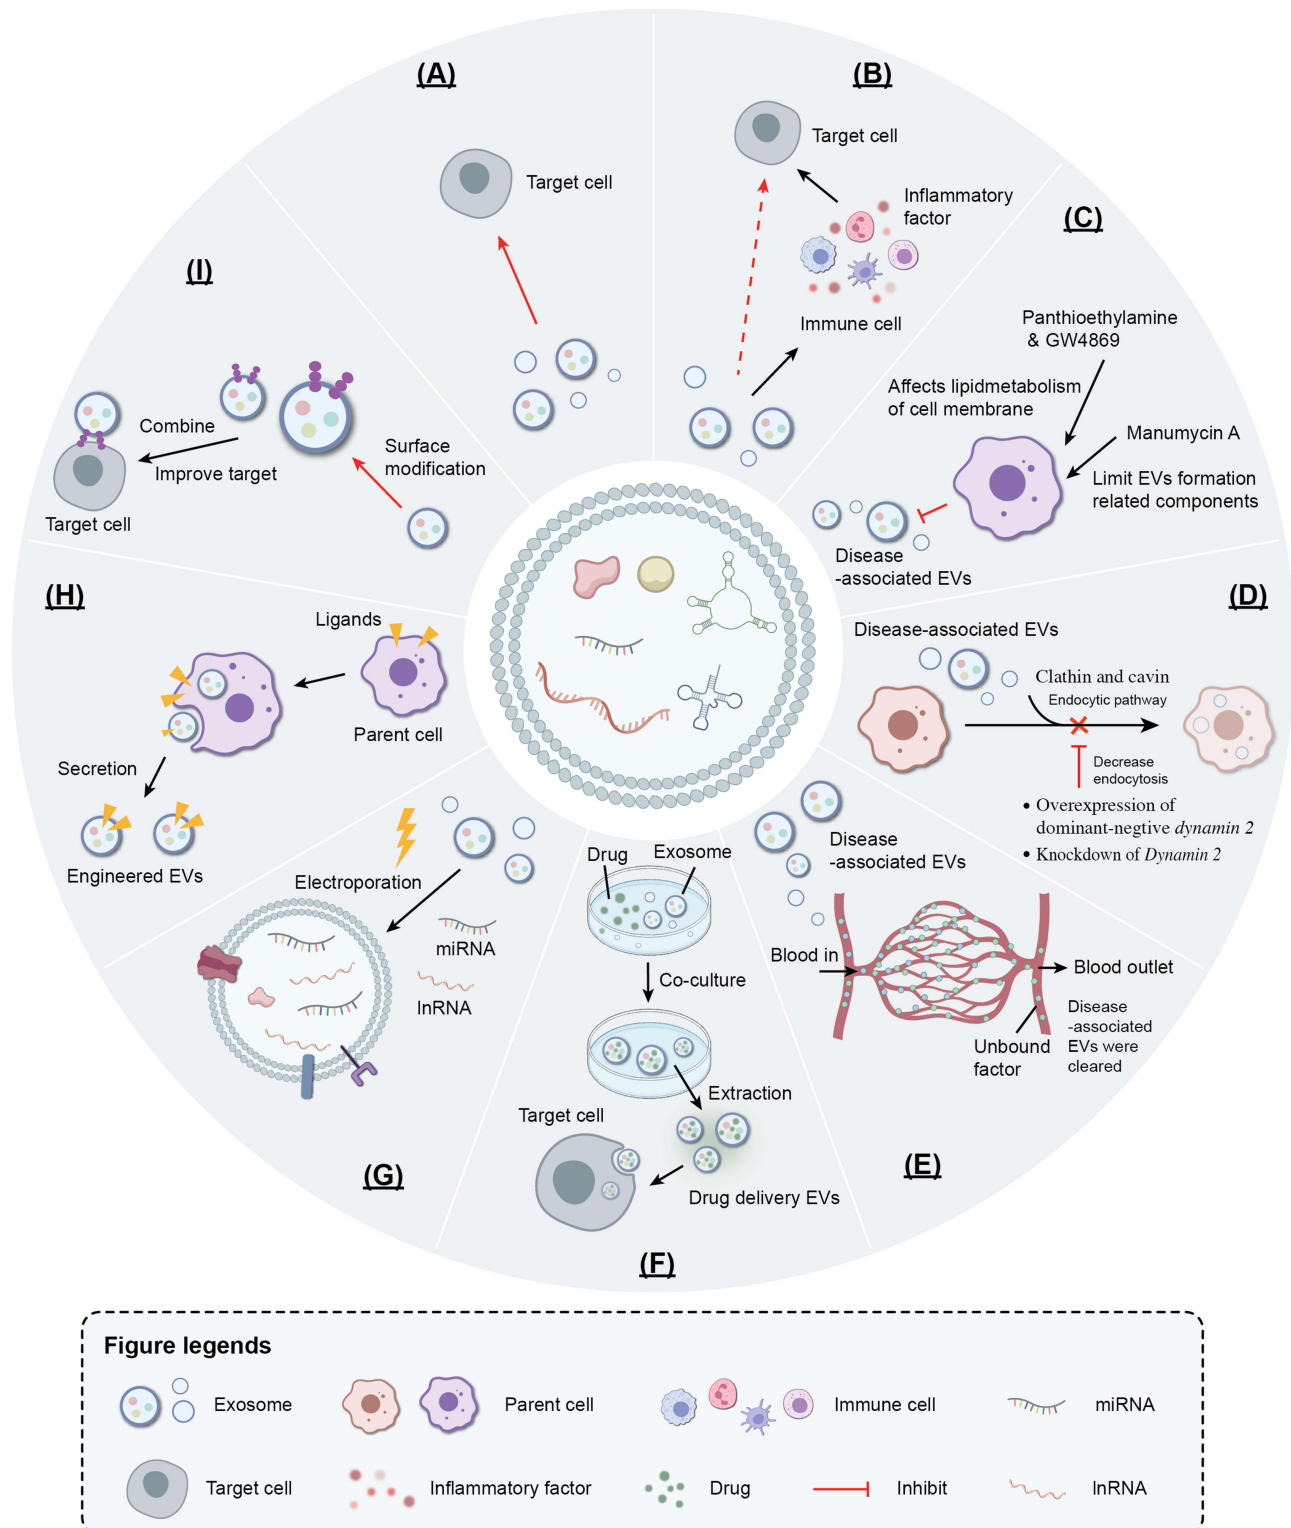 (A)
Target cell
(B)
Target cell
Inflammatory
factor
Immune cell
(C)
Panthioethylamine
& GW4869
Affects lipidmetabolism
of cell membrane
Manumycin A
Limit EVs formation
related components
Disease
-associated EVs
(D)
Disease-associated EVs
Clathin and cavin
Endocytic pathway
Decrease
endocytosis
• Overexpression of
dominant-negtive dynamin 2
• Knockdown of Dynamin 2
Disease
-associated EVs
Blood in
Blood outlet
Disease
-associated
EVs were
cleared
Unbound
factor
(E)
Drug
Exosome
Co-culture
Extraction
Target cell
Drug delivery EVs
(F)
Electroporation
miRNA
lnRNA
(G)
(H)
Ligands
Parent cell
Secretion
Engineered EVs
(I)
Combine
Improve target
Surface
modification
Target cell
Figure legends
Exosome
Parent cell
Immune cell
miRNA
Target cell
Inflammatory factor
Drug
Inhibit
lnRNA